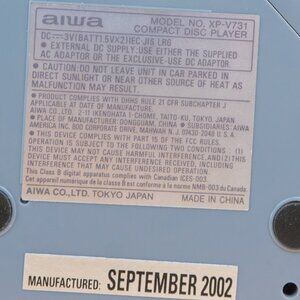 aiwa MODEL NO. XP-V731
COMPACT DISC PLAYER
DC ⎓ 3V(BATT1.5VX2)IEC JIS LR6
• EXTERNAL DC SUPPLY:USE EITHER THE SUPPLIED
AC ADAPTOR OR THE EXCLUSIVE-USE DC ADAPTOR.
• CAUTION-DO NOT LEAVE IN CAR PARKED IN
DIRECT SUNLIGHT OR NEAR OTHER SOURCE OF HEAT AS
MALFUNCTION MAY RESULT.
• PRODUCT COMPLIES WITH DHHS RULE 21 CFR SUBCHAPTER J
APPLICABLE AT DATE OF MANUFACTURE.
AIWA CO., LTD. 2-11 IKENOHATA 1-CHOME, TAITO-KU, TOKYO, JAPAN
PLACE OF MANUFACTURE: DONGGUAN, CHINA IS SOLD BY AIWA
AMERICA INC. 800 CORPORATE DRIVE, MAHWAH N.J. 07430-2048 U.S.A.
• THIS DEVICE COMPLIES WITH PART 15 OF THE FCC RULES.
OPERATION IS SUBJECT TO THE FOLLOWING TWO CONDITIONS: (1)
THIS DEVICE MAY NOT CAUSE HARMFUL INTERFERENCE,AND(2)THIS
DEVICE MUST ACCEPT ANY INTERFERENCE RECEIVED, INCLUDING
INTERFERENCE THAT MAY CAUSE UNDESIRED OPERATION.
This Class B digital apparatus complies with Canadian ICES-003.
Cet appareil numérique de la classe B est conforme à la norme NMB-003 du Canada.
AIWA CO.,LTD. TOKYO JAPAN MADE IN CHINA
MANUFACTURED: SEPTEMBER 2002